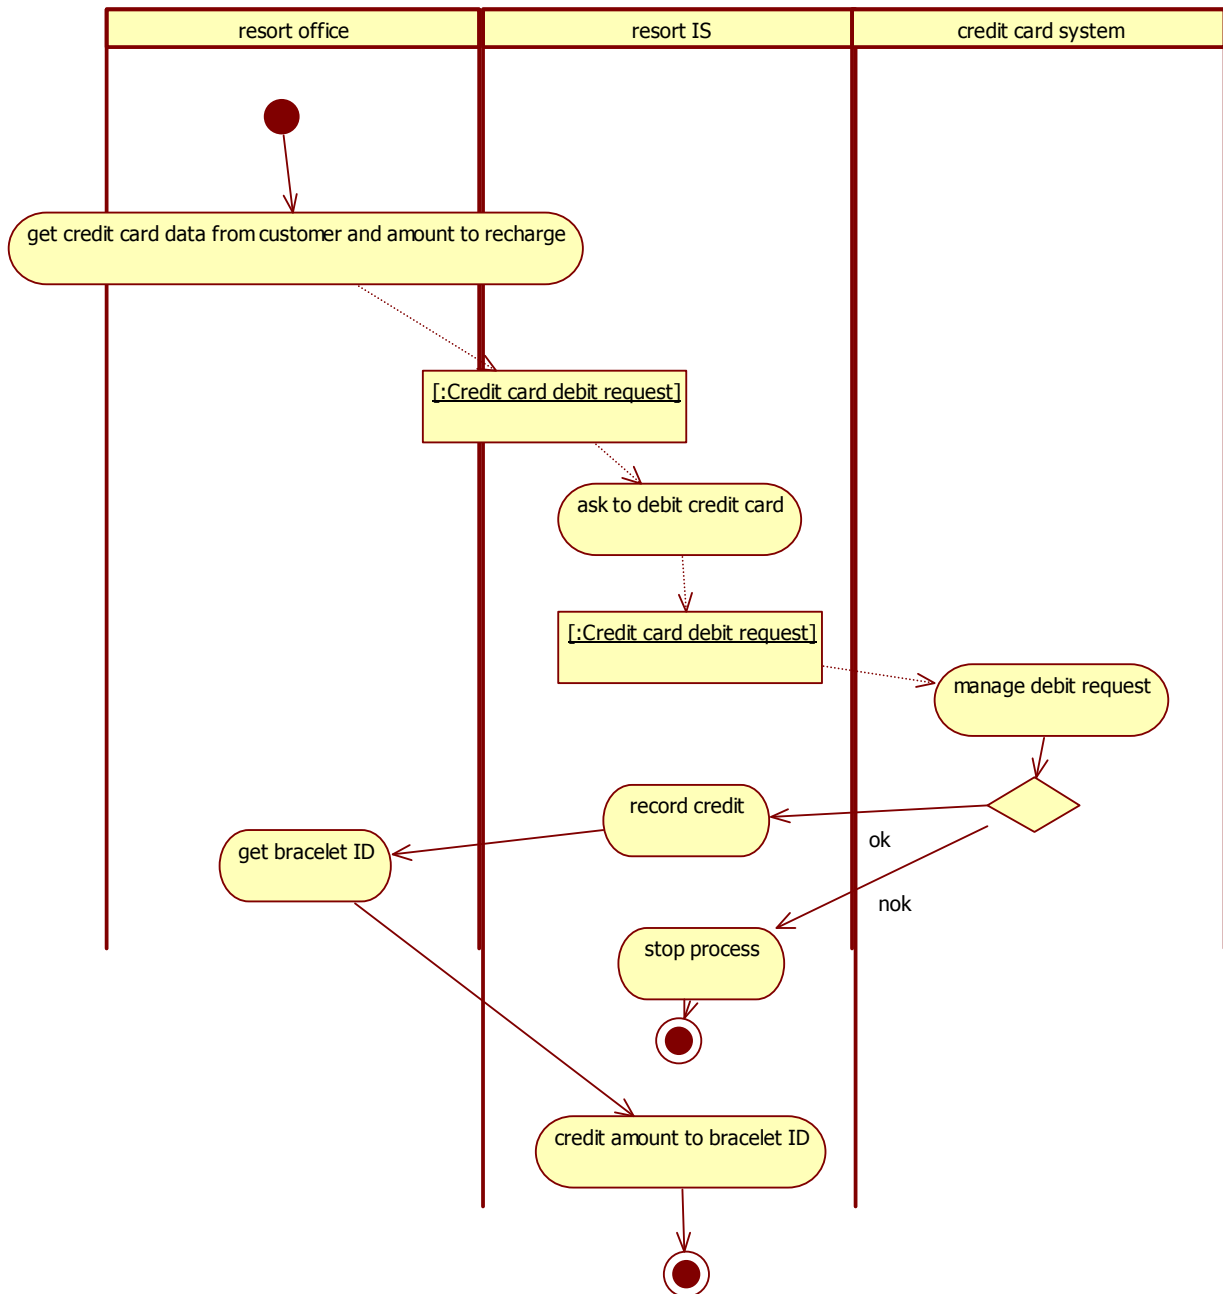 resort office
resort IS
credit card system
get credit card data from customer and amount to recharge
[:Credit card debit request]
ask to debit credit card
[:Credit card debit request]
manage debit request
record credit
ok
get bracelet ID
nok
stop process
credit amount to bracelet ID